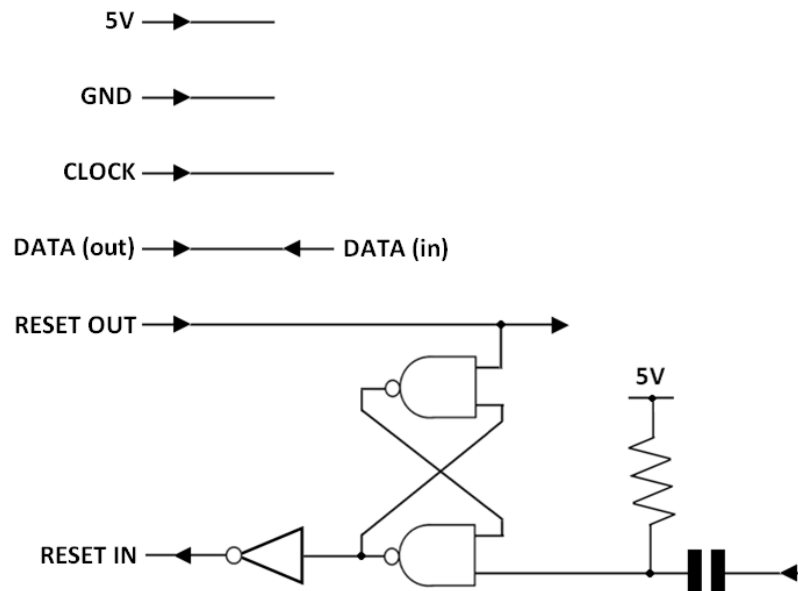 5V
GND
CLOCK
DATA (out) DATA (in)
RESET OUT
5V
RESET IN